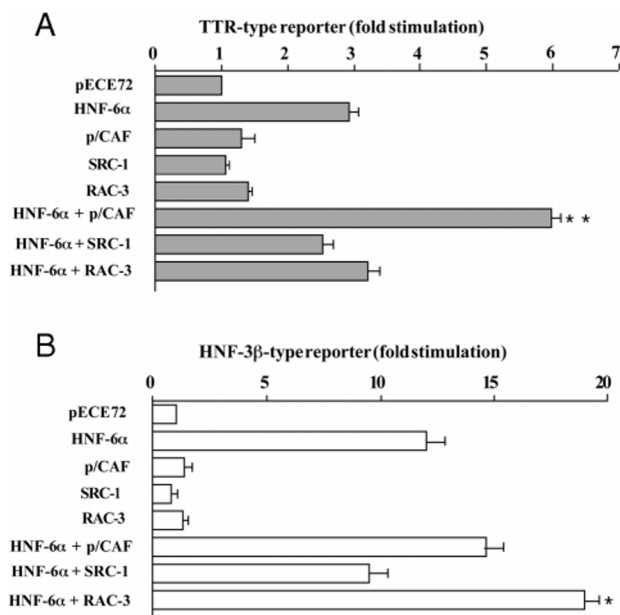 A
TTR-type reporter (fold stimulation)
0 1 2 3 4 5 6 7
pECE72
HNF-6α
p/CAF
SRC-1
RAC-3
HNF-6α + p/CAF
* *
HNF-6α + SRC-1
HNF-6α + RAC-3
B
HNF-3β-type reporter (fold stimulation)
0 5 10 15 20
pECE72
HNF-6α
p/CAF
SRC-1
RAC-3
HNF-6α + p/CAF
HNF-6α + SRC-1
HNF-6α + RAC-3
*